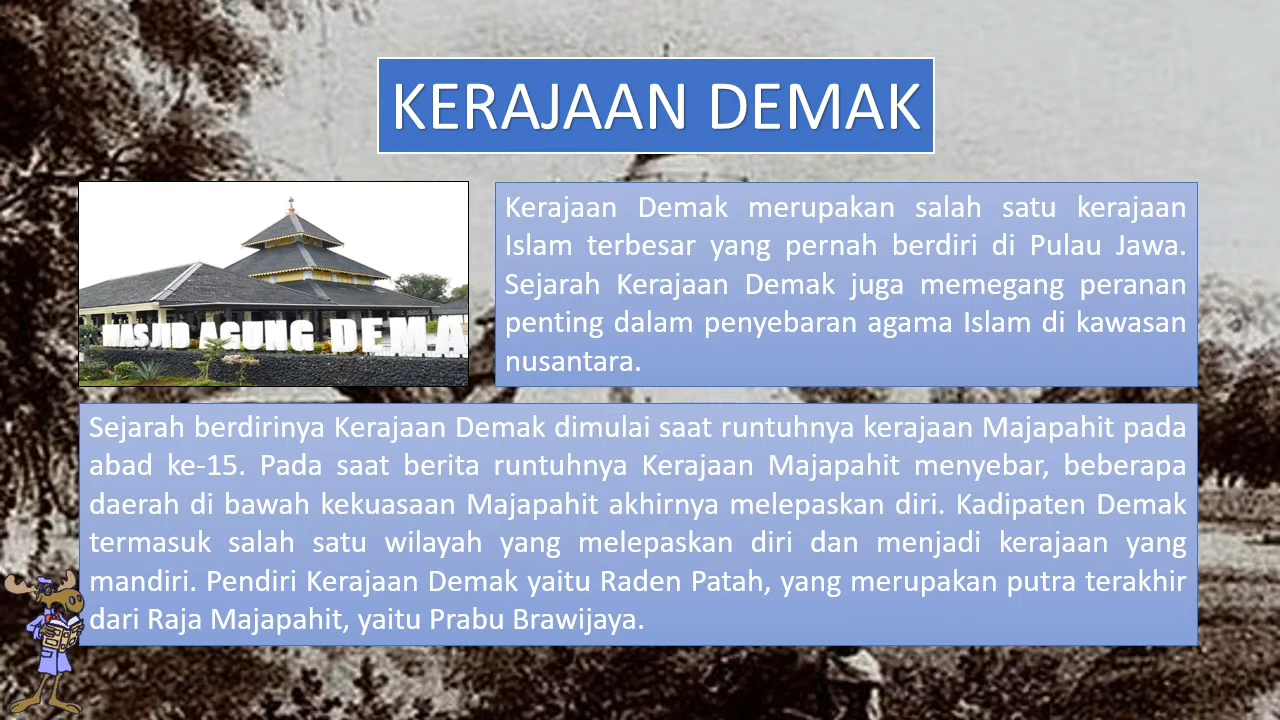 KERAJAAN DEMAK
MASJID AGUNG DEMA
Kerajaan Demak merupakan salah satu kerajaan
Islam terbesar yang pernah berdiri di Pulau Jawa.
Sejarah Kerajaan Demak juga memegang peranan
penting dalam penyebaran agama Islam di kawasan
nusantara.
Sejarah berdirinya Kerajaan Demak dimulai saat runtuhnya kerajaan Majapahit pada
abad ke-15. Pada saat berita runtuhnya Kerajaan Majapahit menyebar, beberapa
daerah di bawah kekuasaan Majapahit akhirnya melepaskan diri. Kadipaten Demak
termasuk salah satu wilayah yang melepaskan diri dan menjadi kerajaan yang
mandiri. Pendiri Kerajaan Demak yaitu Raden Patah, yang merupakan putra terakhir
dari Raja Majapahit, yaitu Prabu Brawijaya.